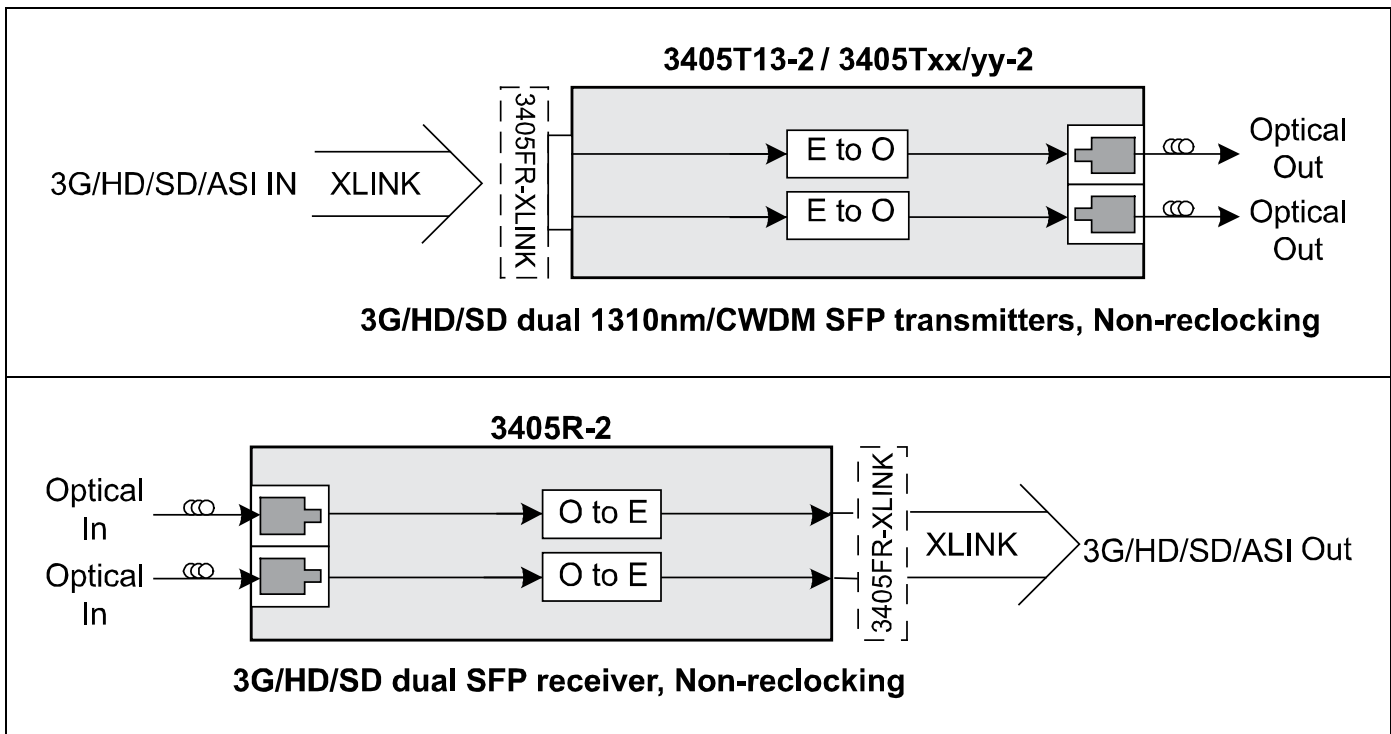 3405T13-2 / 3405Txx/yy-2
3G/HD/SD/ASI IN
XLINK
3405FR-XLINK
E to O
E to O
Optical
Out
Optical
Out
3G/HD/SD dual 1310nm/CWDM SFP transmitters, Non-reclocking
3405R-2
Optical
In
Optical
In
O to E
O to E
3405FR-XLINK
XLINK
3G/HD/SD/ASI Out
3G/HD/SD dual SFP receiver, Non-reclocking